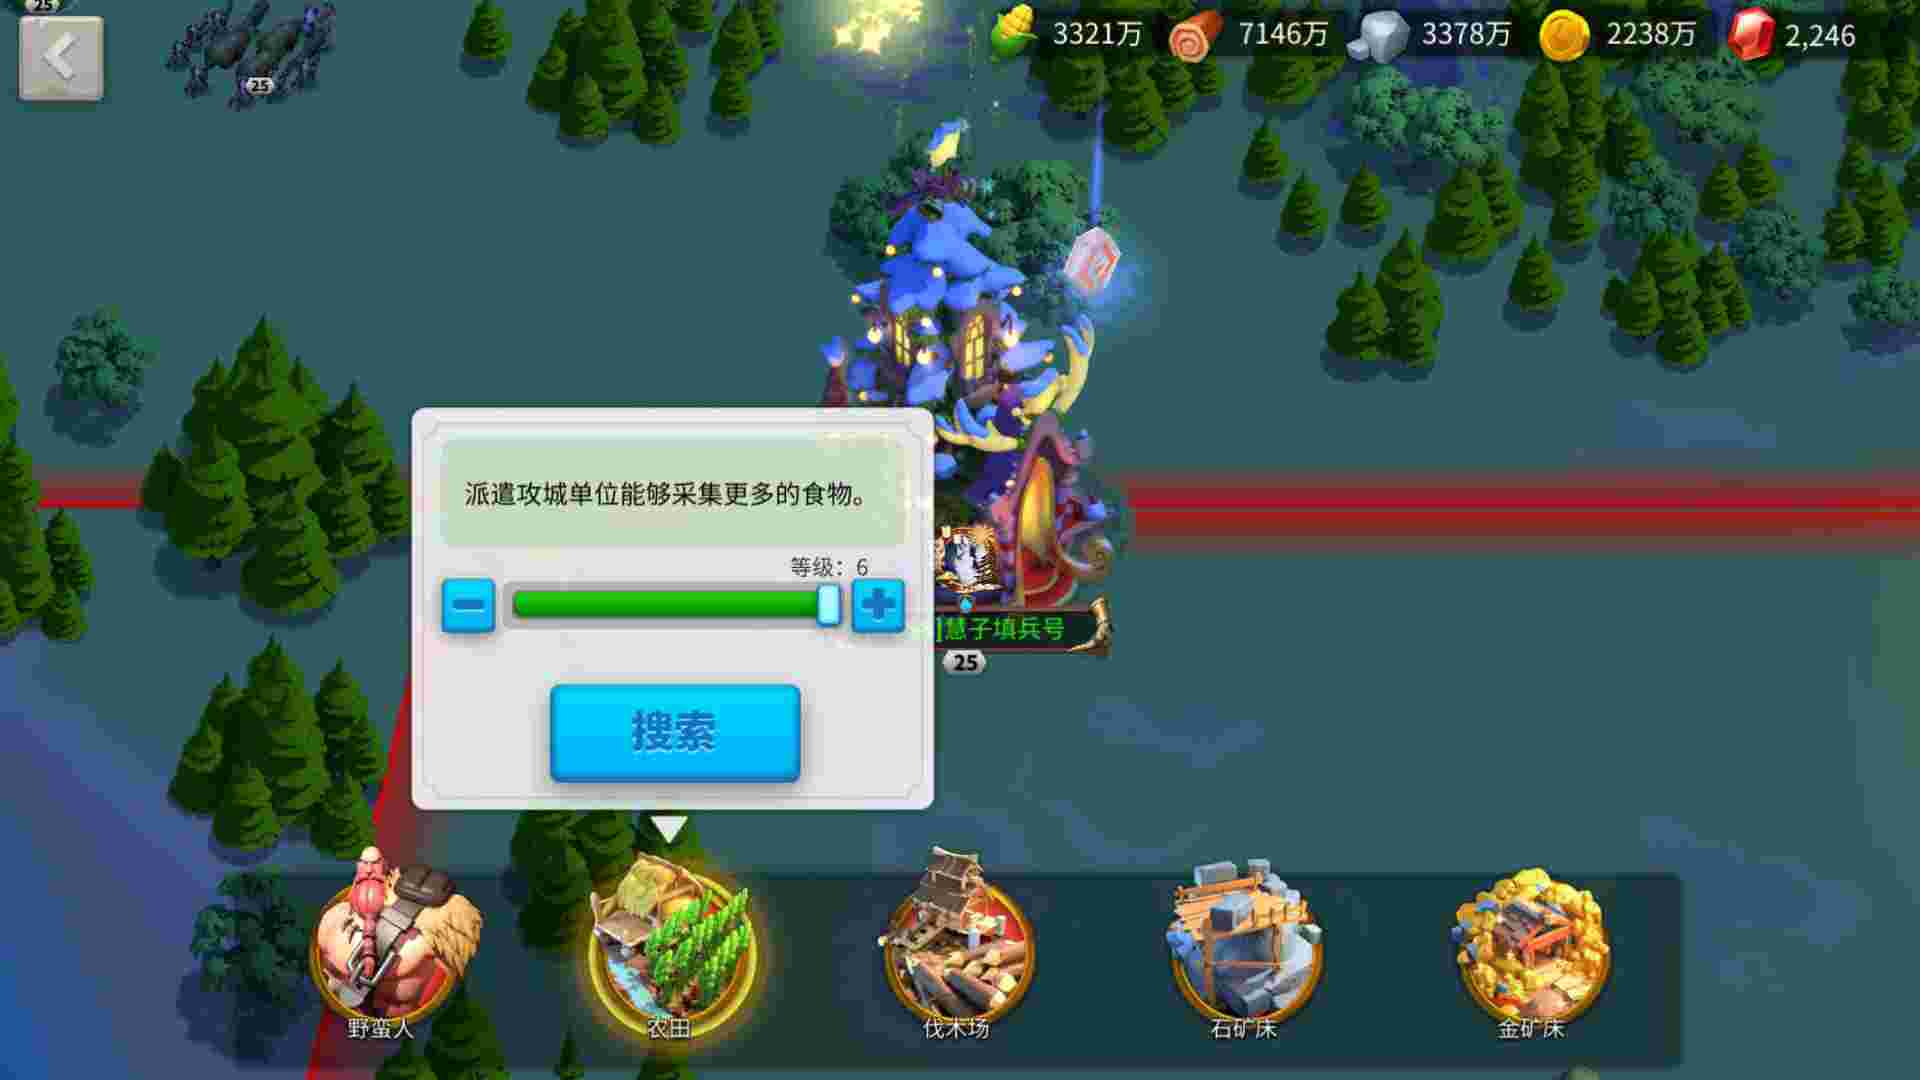 25
3321万
7146万
3378万
2238万
2,246
25
派遣攻城单位能够采集更多的食物。
等级：6
搜索
]慧子填兵号
25
野蛮人
农田
伐木场
石矿床
金矿床